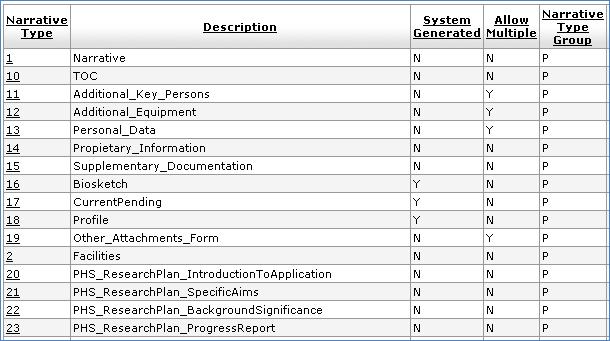 Narrative Type Description System Generated Allow Multiple Narrative Type Group
1 Narrative N N P
10 TOC N N P
11 Additional_Key_Persons N Y P
12 Additional_Equipment N Y P
13 Personal_Data N Y P
14 Propietary_Information N N P
15 Supplementary_Documentation N N P
16 Biosketch Y N P
17 CurrentPending Y N P
18 Profile Y N P
19 Other_Attachments_Form N Y P
2 Facilities N N P
20 PHS_ResearchPlan_IntroductionToApplication N N P
21 PHS_ResearchPlan_SpecificAims N N P
22 PHS_ResearchPlan_BackgroundSignificance N N P
23 PHS_ResearchPlan_ProgressReport N N P